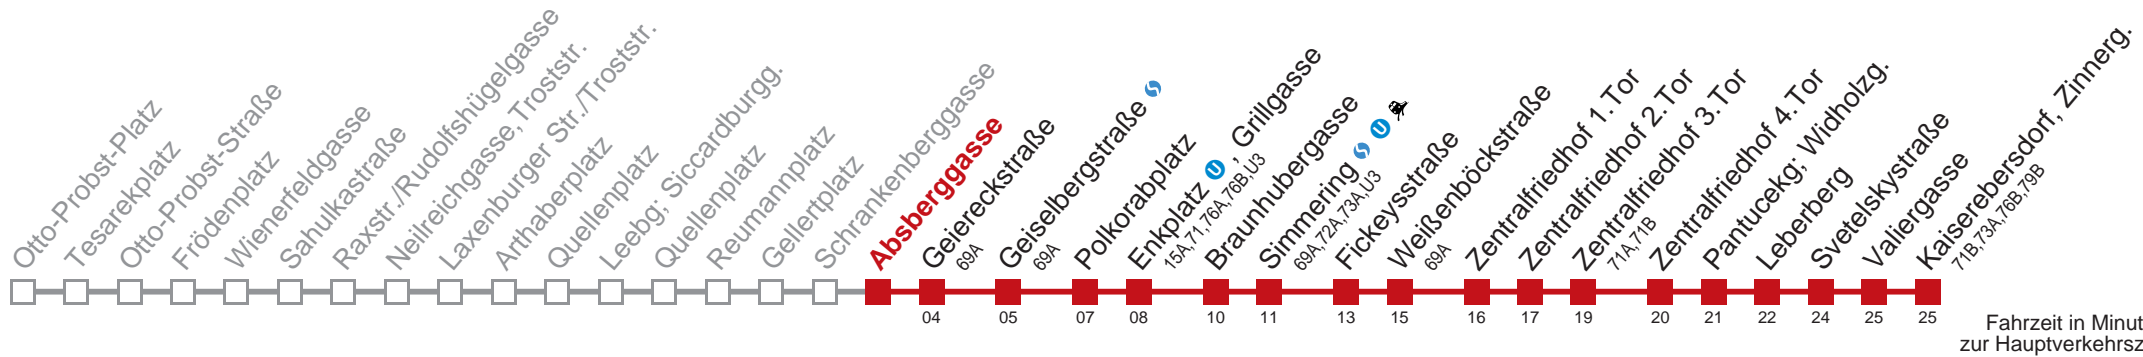 Otto-Probst-Platz
Tesarekplatz
Otto-Probst-Straße
Frödenplatz
Wienerfeldgasse
Sahulkastraße
Raxstr./Rudolfshügelgasse
Neilreichgasse, Troststr.
Laxenburger Str./Troststr.
Arthaberplatz
Quellenplatz
Leebg; Siccardburgg.
Quellenplatz
Reumannplatz
Gellertplatz
Schrankenberggasse
Absberggasse
Geiereckstraße
69A
Geiselbergstraße S
69A
Polkorabplatz
Enkplatz U, Grillgasse
15A,71,76A,76B,U3
Braunhubergasse
Simmering S U
69A,72A,73A,U3
Fickeysstraße
Weißenböckstraße
69A
Zentralfriedhof 1.Tor
Zentralfriedhof 2.Tor
Zentralfriedhof 3.Tor
71A,71B
Zentralfriedhof 4.Tor
Pantucekg; Widholzg.
Leberberg
Svetelskystraße
Valiergasse
Kaiserebersdorf, Zinnerg.
71B,73A,76B,79B
04 05 07 08 10 11 13 15 16 17 19 20 21 22 24 25 25
Fahrzeit in Minut
zur Hauptverkehrsz